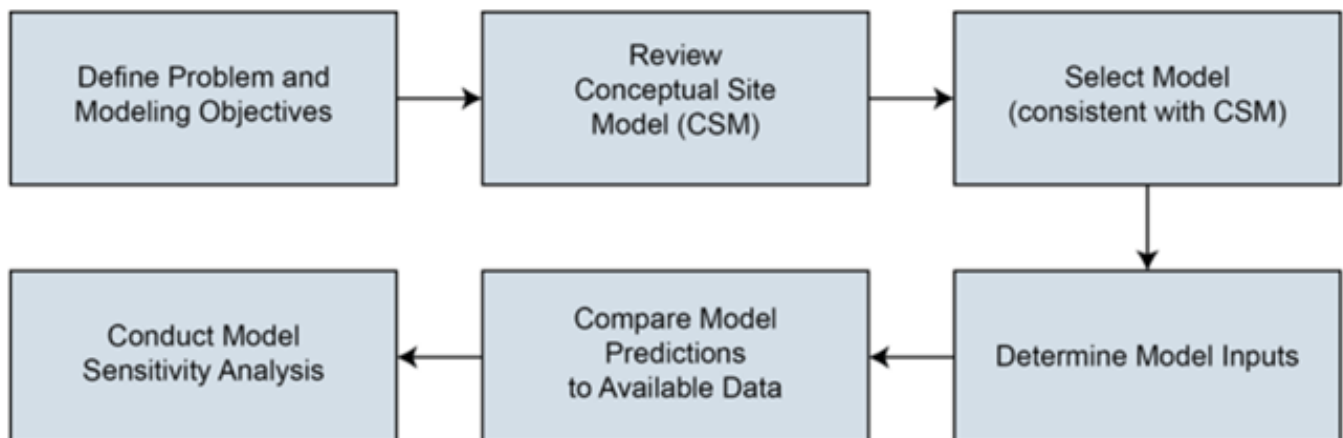 Define Problem and
Modeling Objectives
Review
Conceptual Site
Model (CSM)
Select Model
(consistent with CSM)
Determine Model Inputs
Compare Model
Predictions
to Available Data
Conduct Model
Sensitivity Analysis